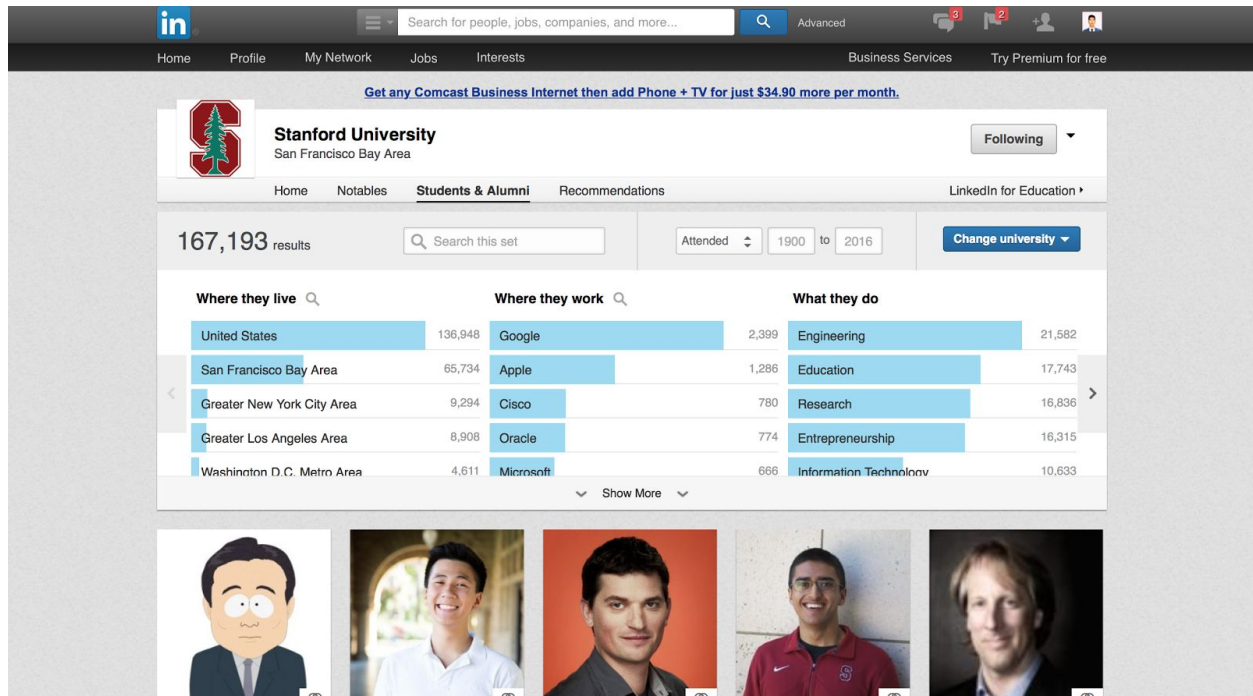 in
Search for people, jobs, companies, and more...
Advanced
3
2
Home
Profile
My Network
Jobs
Interests
Business Services
Try Premium for free
Get any Comcast Business Internet then add Phone + TV for just $34.90 more per month.
Stanford University
San Francisco Bay Area
Following
Home
Notables
Students & Alumni
Recommendations
LinkedIn for Education
167,193 results
Search this set
Attended
1900
to
2016
Change university
Where they live
United States 136,948
San Francisco Bay Area 65,734
Greater New York City Area 9,294
Greater Los Angeles Area 8,908
Washington D.C. Metro Area 4,611
Where they work
Google 2,399
Apple 1,286
Cisco 780
Oracle 774
Microsoft 666
What they do
Engineering 21,582
Education 17,743
Research 16,836
Entrepreneurship 16,315
Information Technology 10,633
Show More
S